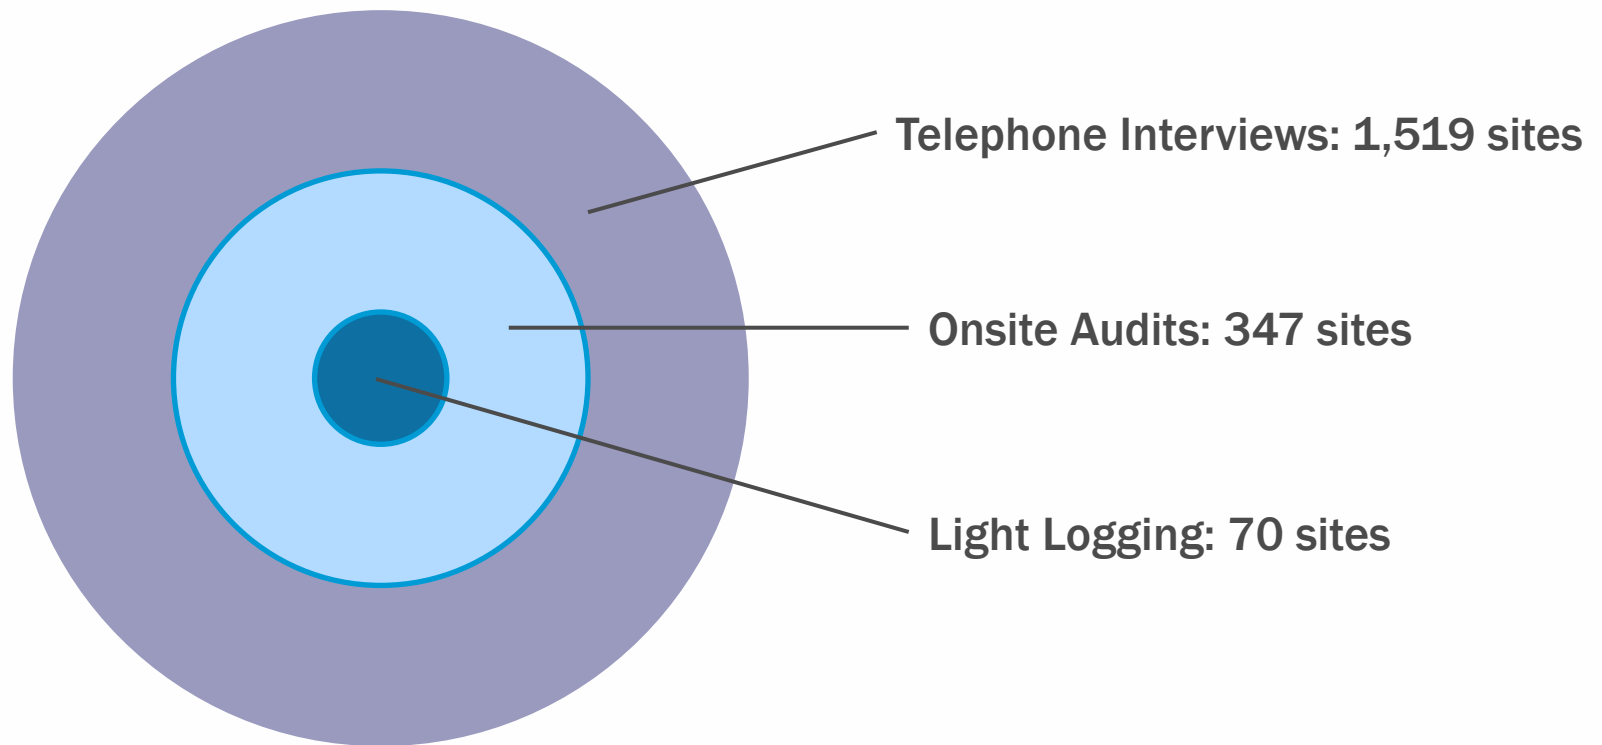 Telephone Interviews: 1,519 sites
Onsite Audits: 347 sites
Light Logging: 70 sites